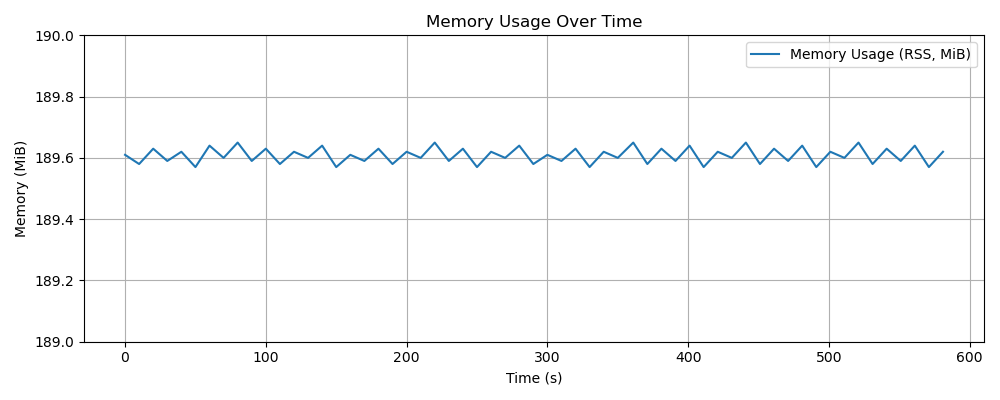 Memory Usage Over Time
Memory Usage (RSS, MiB)
Memory (MiB)
190.0
189.8
189.6
189.4
189.2
189.0
0 100 200 300 400 500 600
Time (s)